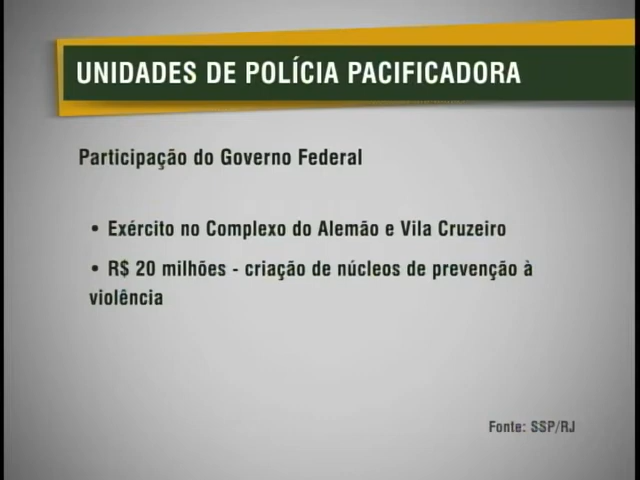 UNIDADES DE POLÍCIA PACIFICADORA
Participação do Governo Federal
• Exército no Complexo do Alemão e Vila Cruzeiro
• R$ 20 milhões - criação de núcleos de prevenção à
violência
Fonte: SSP/RJ